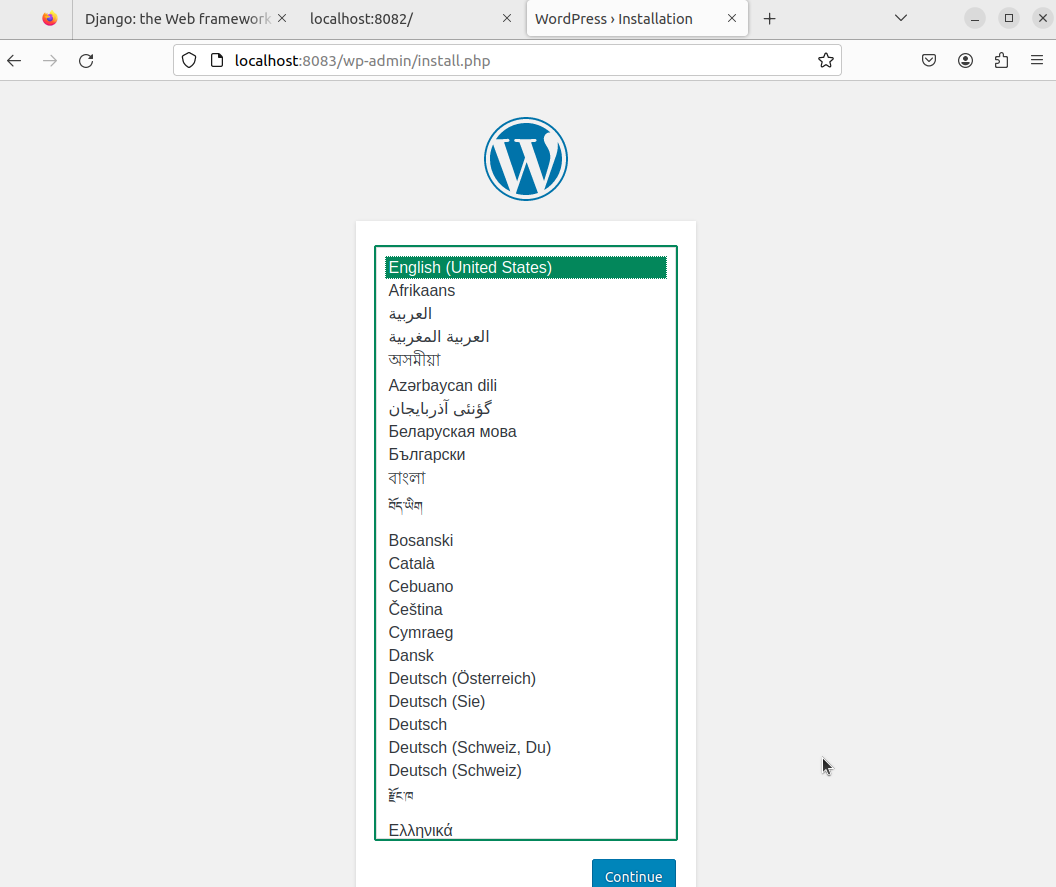 Django: the Web framework
localhost:8082/
WordPress › Installation
localhost:8083/wp-admin/install.php
English (United States)
Afrikaans
العربية
العربية المغربية
অসমীয়া
Azərbaycan dili
گؤنئی آذربایجان
Беларуская мова
Български
বাংলা
བོད་ཡིག
Bosanski
Català
Cebuano
Čeština
Cymraeg
Dansk
Deutsch (Österreich)
Deutsch (Sie)
Deutsch
Deutsch (Schweiz, Du)
Deutsch (Schweiz)
རྫོང་ཁ
Ελληνικά
Continue